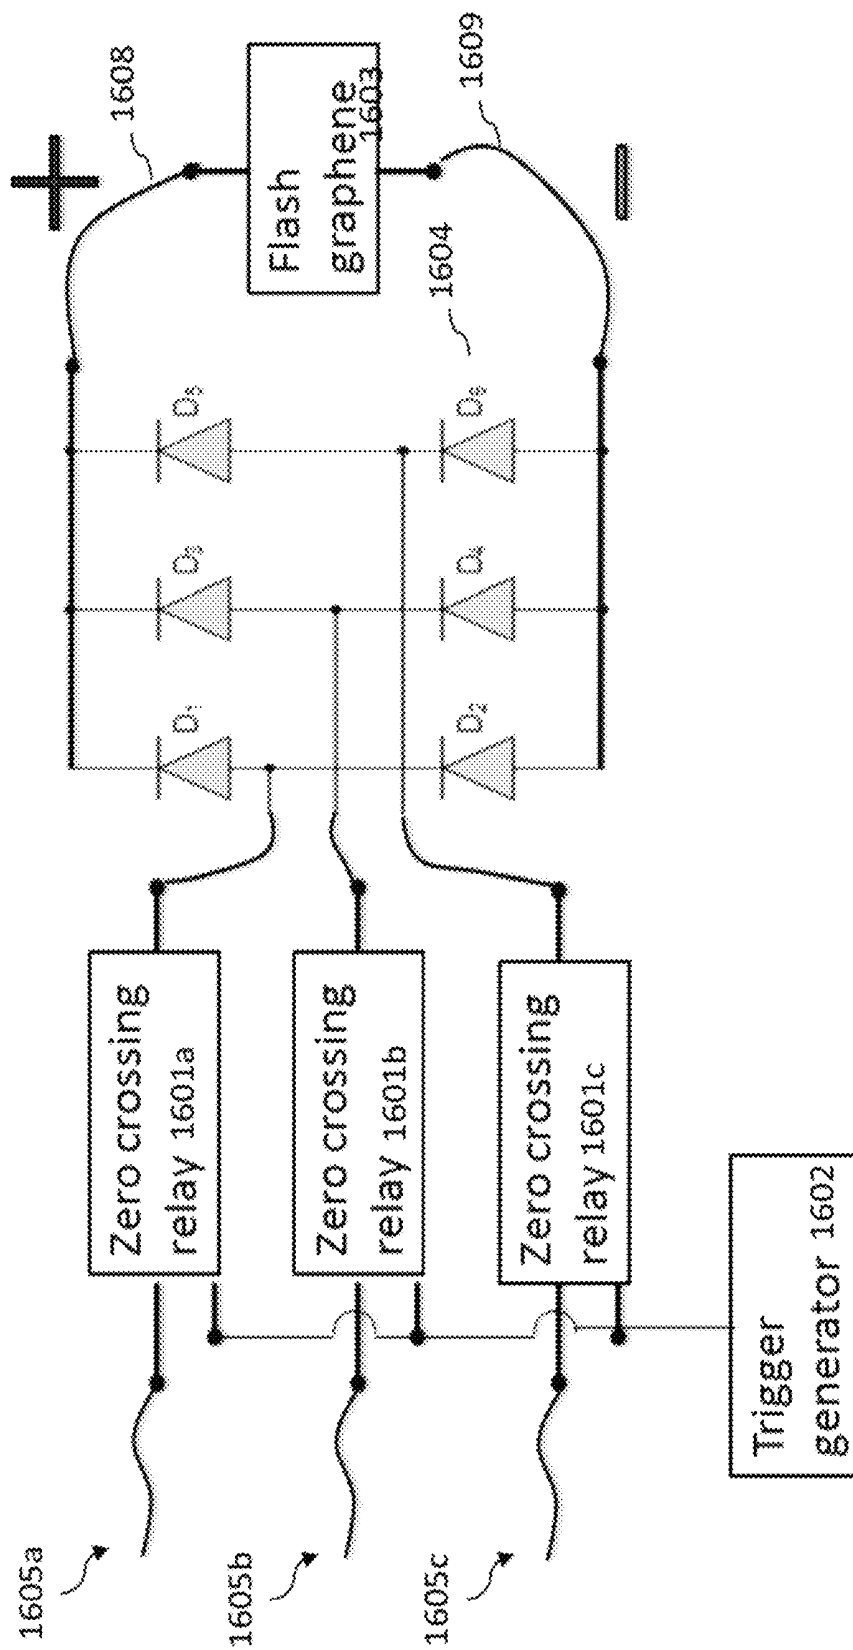 1605a
1605b
1605c
Zero crossing
relay 1601a
Zero crossing
relay 1601b
Zero crossing
relay 1601c
Trigger
generator 1602
D1
D3
D5
D2
D4
D6
1604
+
1608
Flash
graphene
1603
1609
−